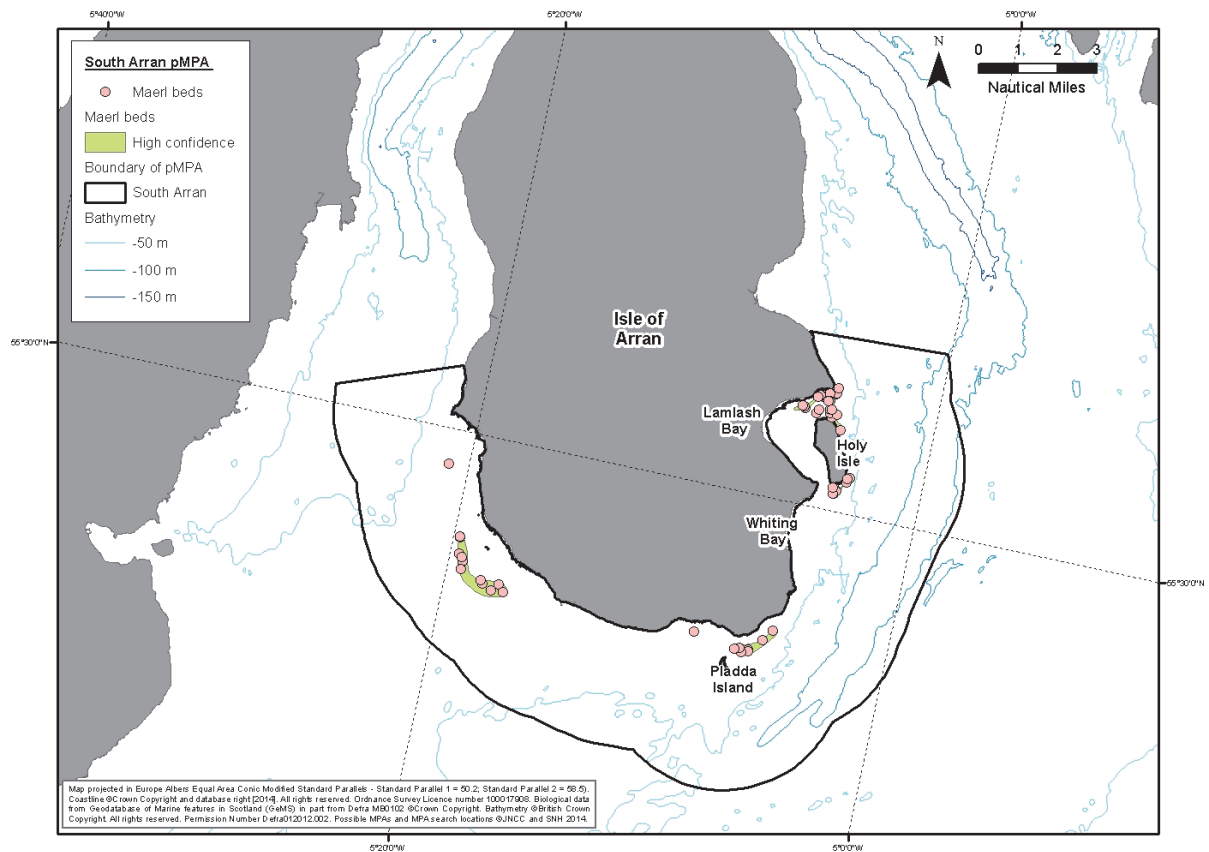 5°40'0"W
5°20'0"W
5°0'0"W
South Arran pMPA
Maerl beds
Maerl beds
High confidence
Boundary of pMPA
South Arran
Bathymetry
-50 m
-100 m
-150 m
N
0 1 2 3
Nautical Miles
Isle of
Arran
55°30'0"N
Lamlash
Bay
Holy
Isle
Whiting
Bay
55°30'0"N
Pladda
Island
Map projected in Europe Albers Equal Area Conic Modified Standard Parallels - Standard Parallel 1 = 50.2; Standard Parallel 2 = 58.5).
Coastline ©Crown Copyright and database right [2014]. All rights reserved. Ordnance Survey Licence number 100017908. Biological data
from Geodatabase of Marine features in Scotland (GeMS) in part from Defra MB0102 ©Crown Copyright. Bathymetry ©British Crown
Copyright. All rights reserved. Permission Number Defra012012.002. Possible MPAs and MPA search locations ©JNCC and SNH 2014.
5°20'0"W
5°0'0"W